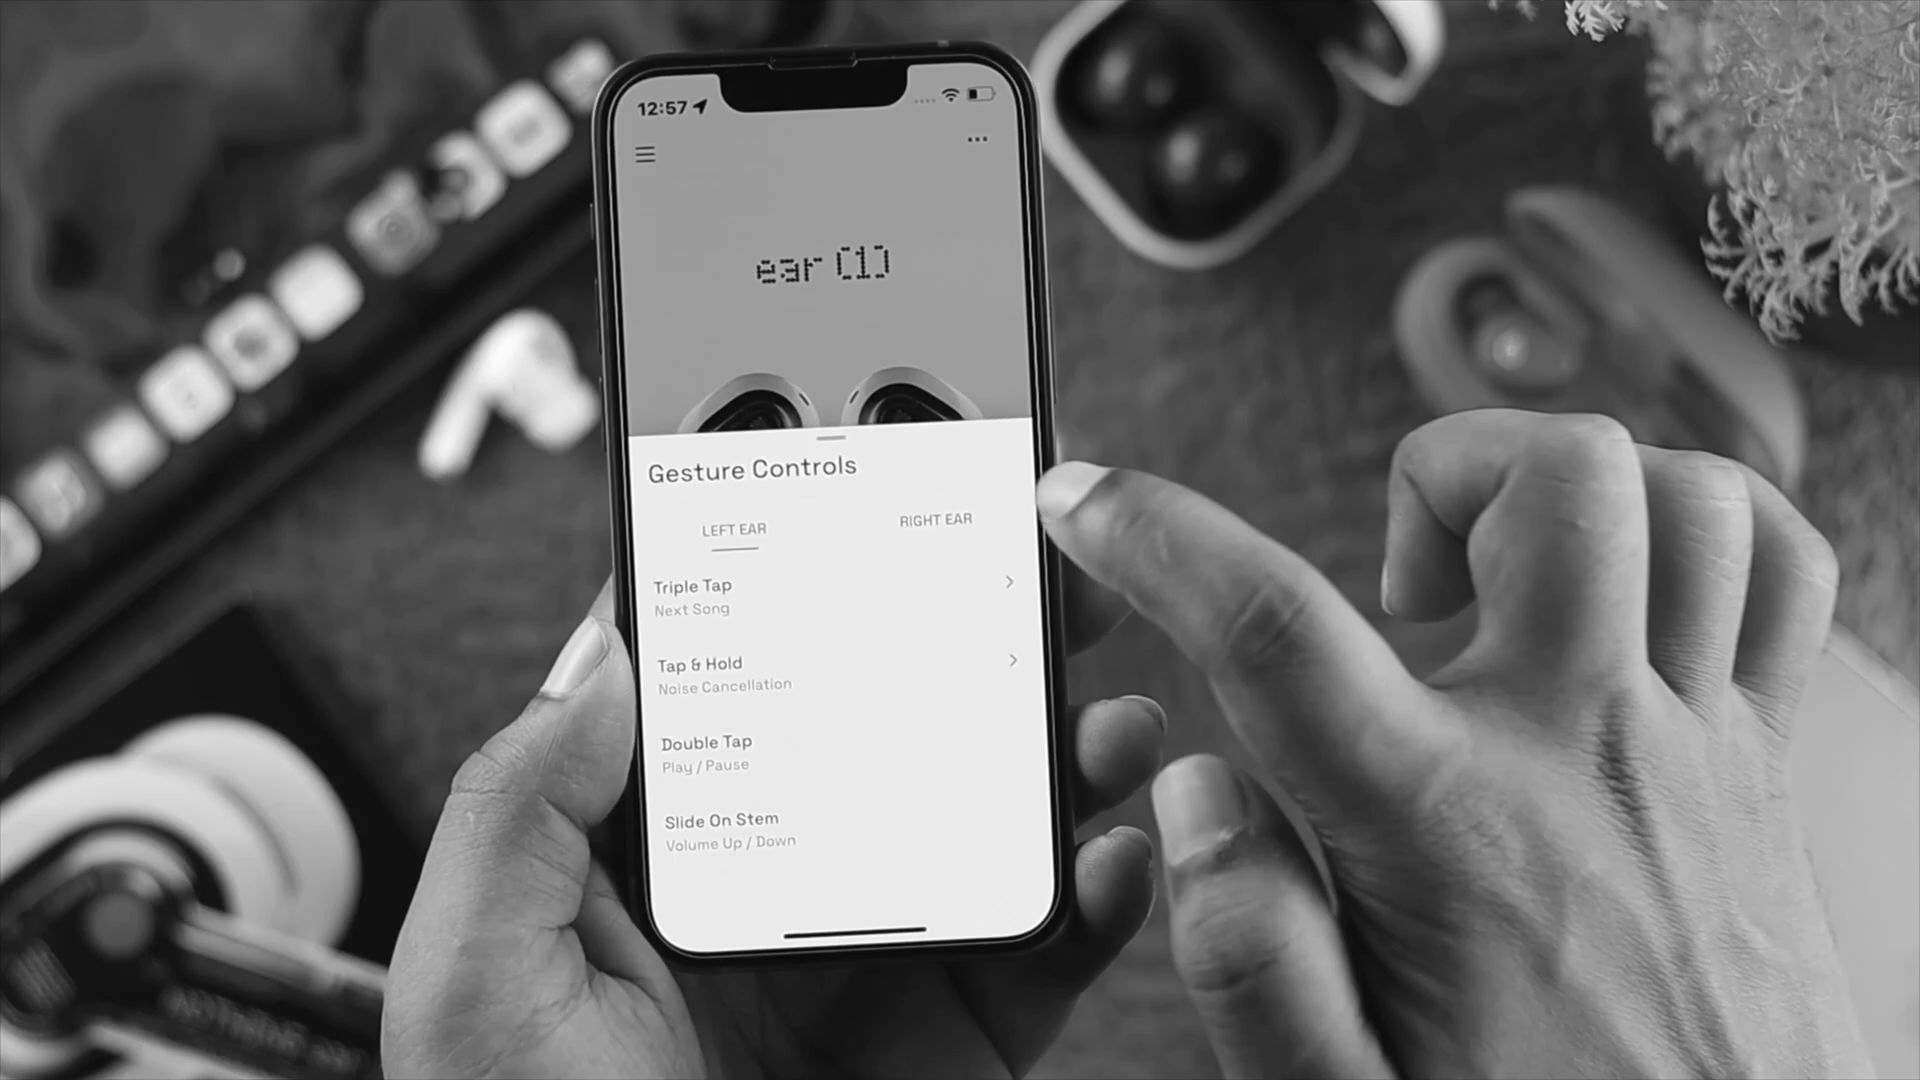 12:57
ear (1)
Gesture Controls
LEFT EAR
RIGHT EAR
Triple Tap
Next Song
Tap & Hold
Noise Cancellation
Double Tap
Play / Pause
Slide On Stem
Volume Up / Down